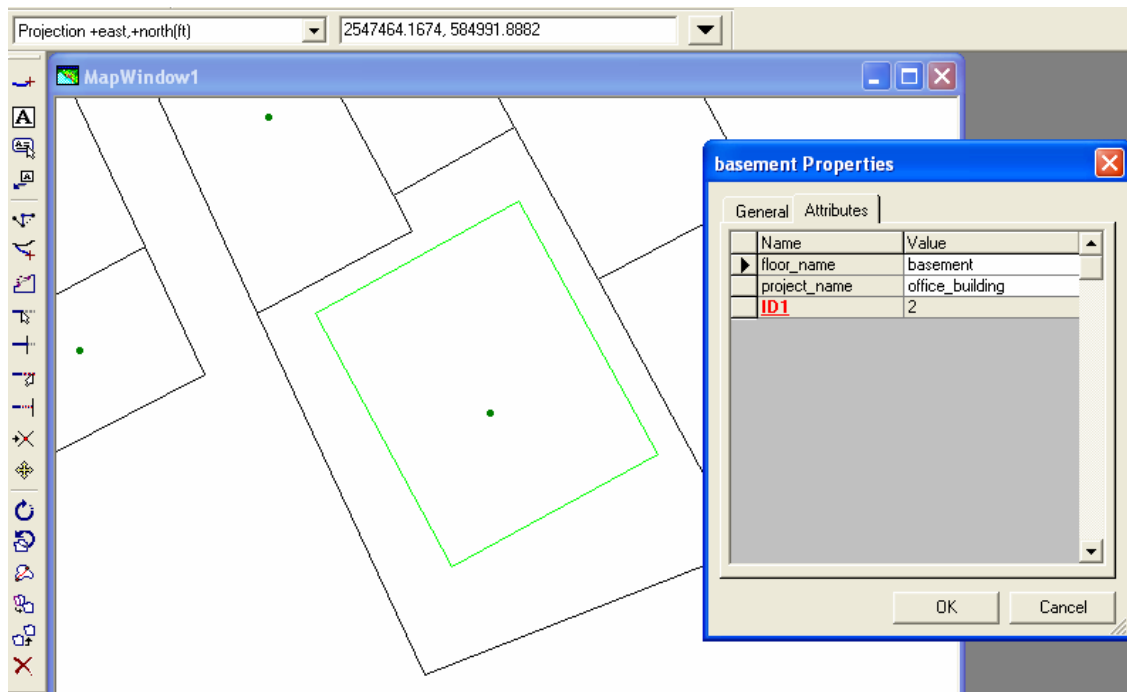 Projection +east,+north(ft) 2547464.1674, 584991.8882
MapWindow1
A
basement Properties
General Attributes
Name Value
floor_name basement
project_name office_building
ID1 2
OK Cancel